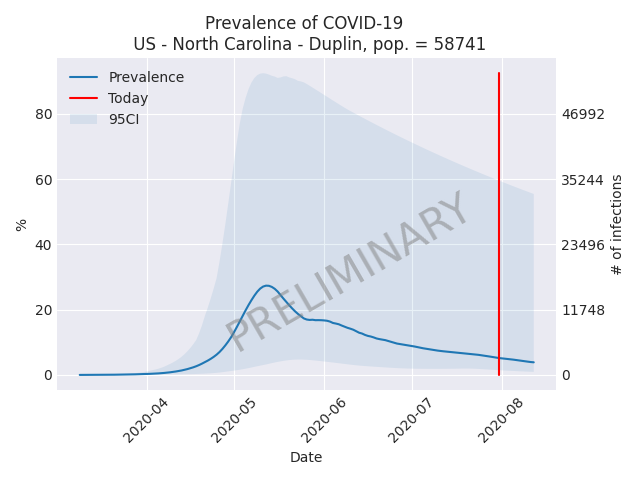 Prevalence of COVID-19
US - North Carolina - Duplin, pop. = 58741
Prevalence
Today
95CI
80
60
40
20
0
%
46992
35244
23496
11748
0
# of infections
PRELIMINARY
2020-04
2020-05
2020-06
2020-07
2020-08
Date